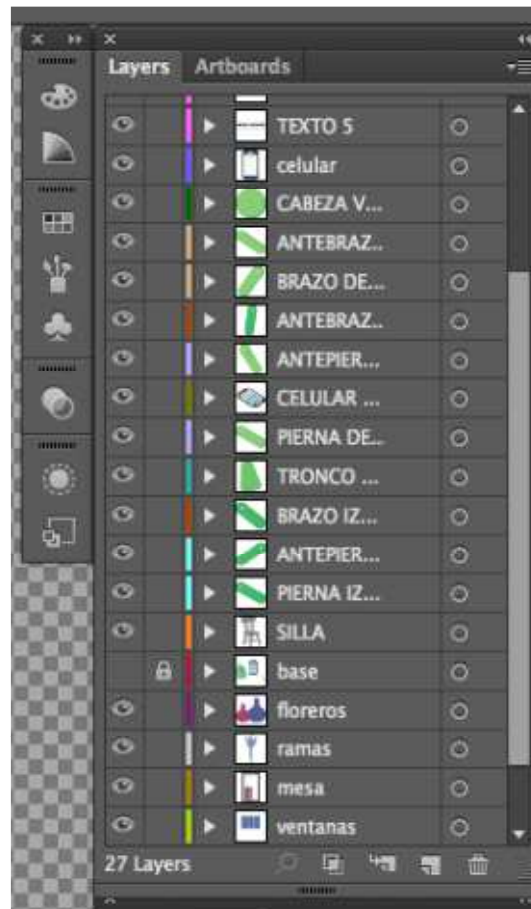 Layers Artboards
TEXTO 5
celular
CABEZA V...
ANTEBRAZ..
BRAZO DE...
ANTEBRAZ..
ANTEPIER...
CELULAR ...
PIERNA DE..
TRONCO ...
BRAZO IZ...
ANTEPIER...
PIERNA IZ...
SILLA
base
floreros
ramas
mesa
ventanas
27 Layers